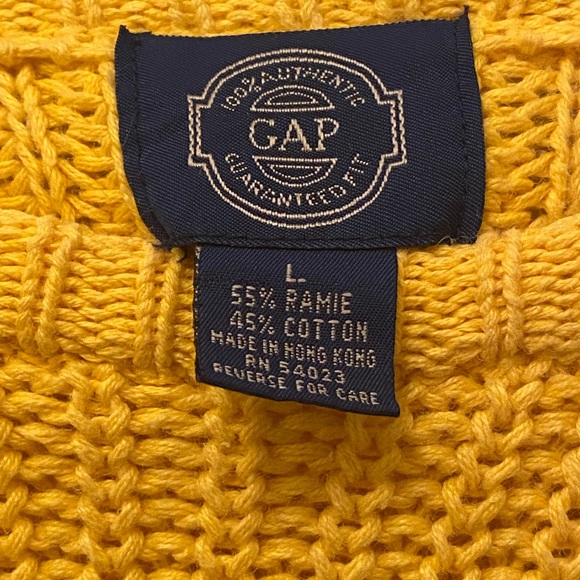 100% AUTHENTIC
GAP
GUARANTEED FIT
L
55% RAMIE
45% COTTON
MADE IN HONG KONG
RN 54023
REVERSE FOR CARE